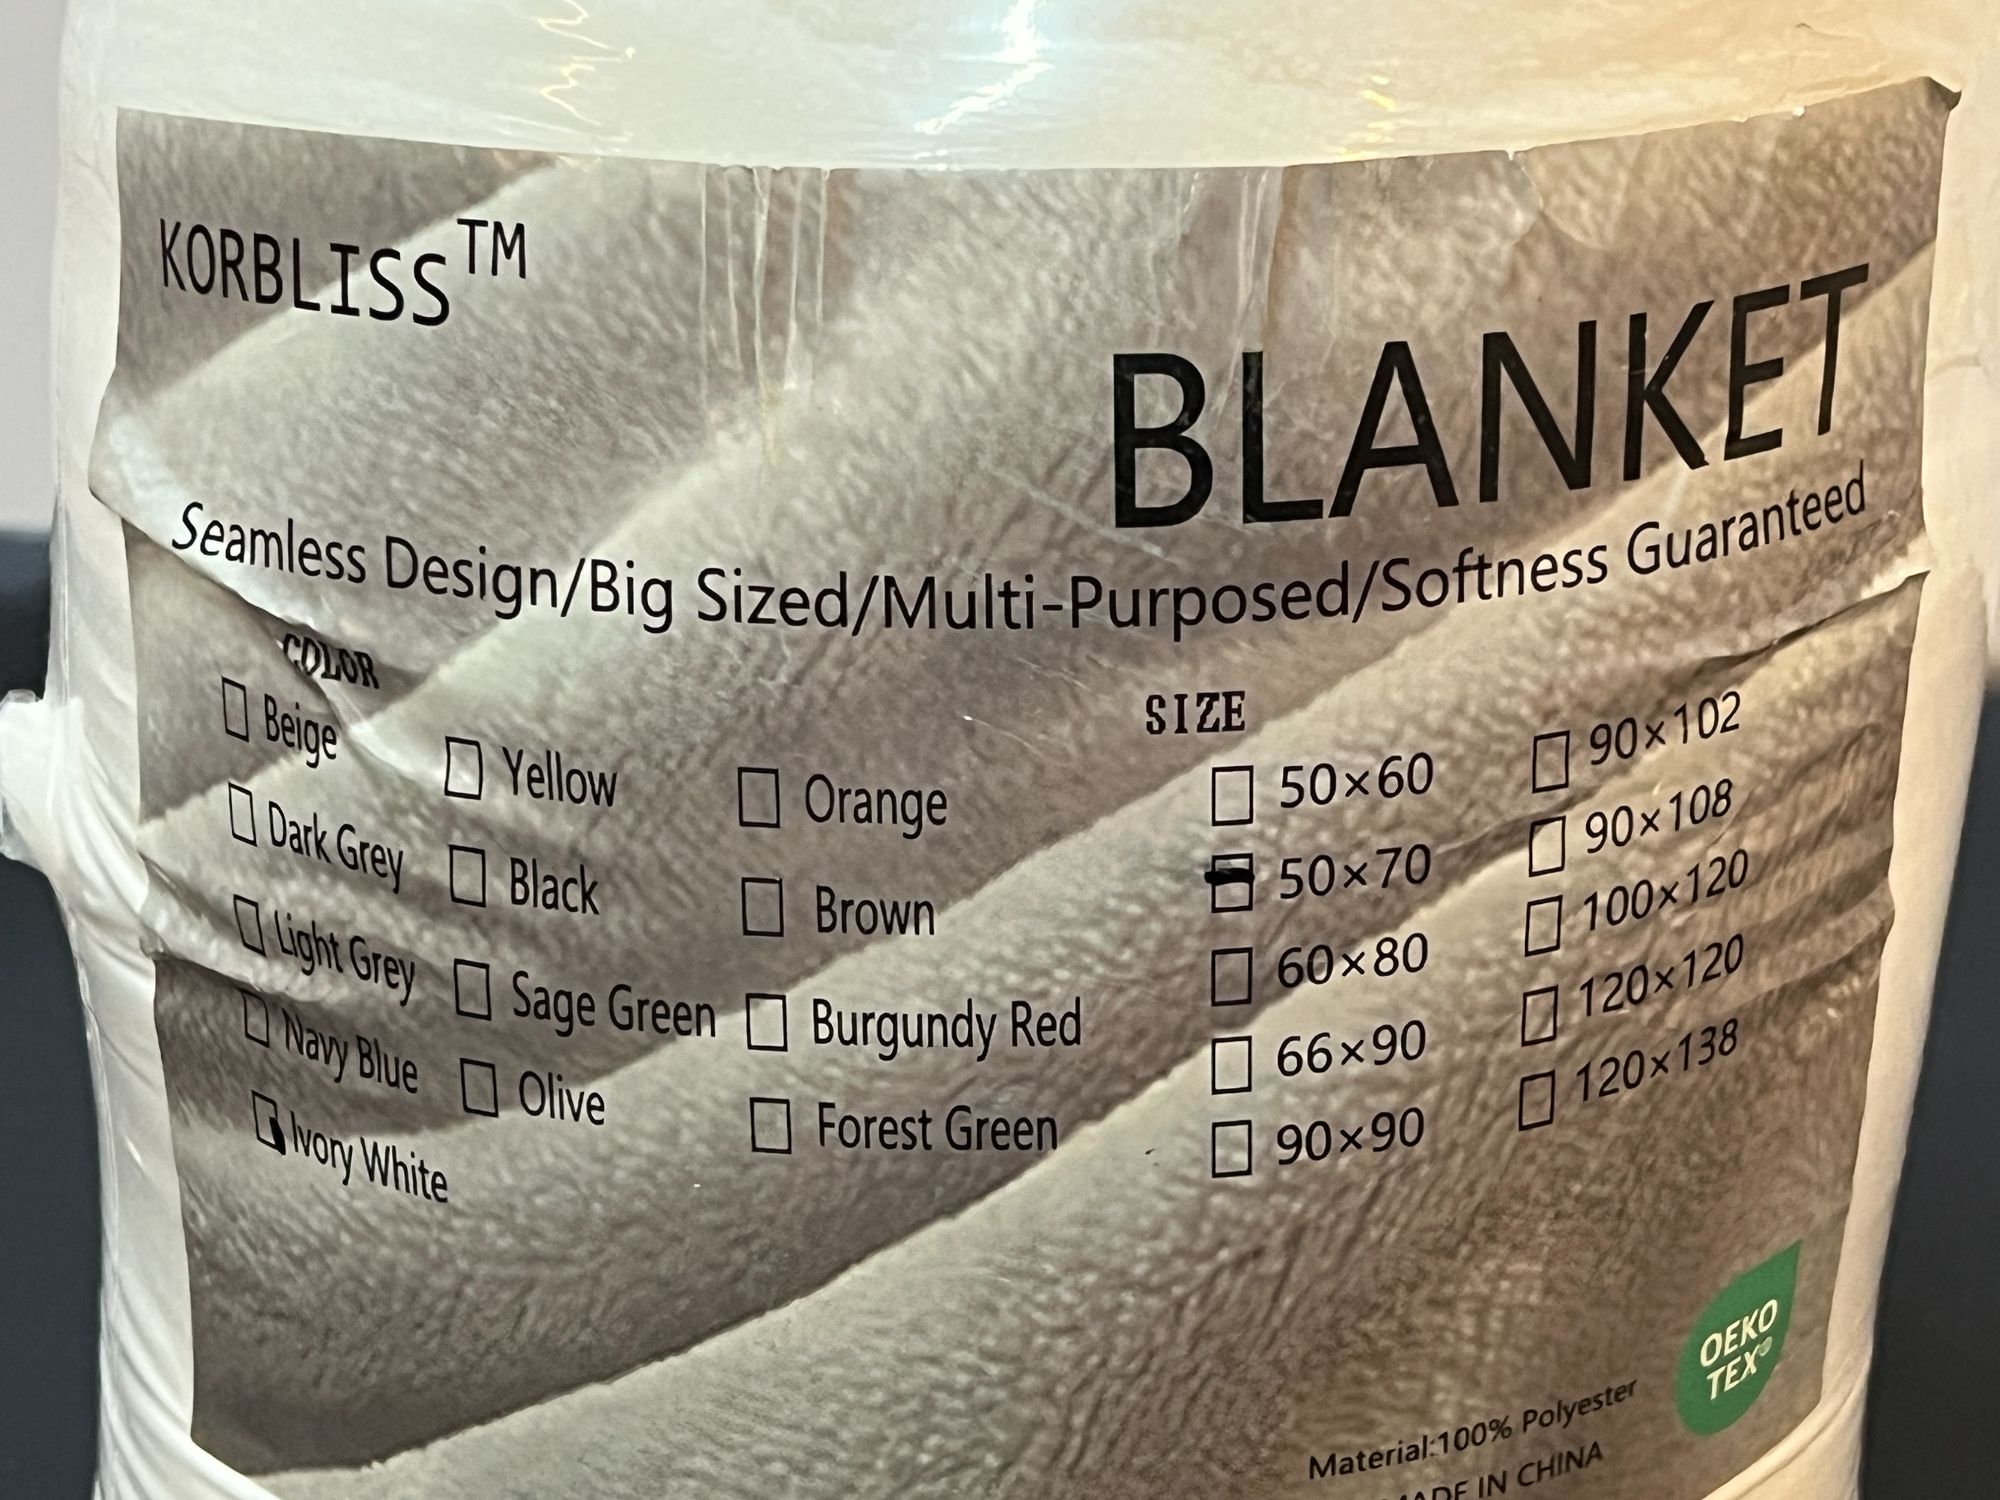 KORBLISS™
BLANKET
Seamless Design/Big Sized/Multi-Purposed/Softness Guaranteed
COLOR
Beige
Dark Grey
Light Grey
Navy Blue
Ivory White
Yellow
Black
Sage Green
Olive
Orange
Brown
Burgundy Red
Forest Green
SIZE
50×60
50×70
60×80
66×90
90×90
90×102
90×108
100×120
120×120
120×138
OEKO
TEX®
Material:100% Polyester
MADE IN CHINA